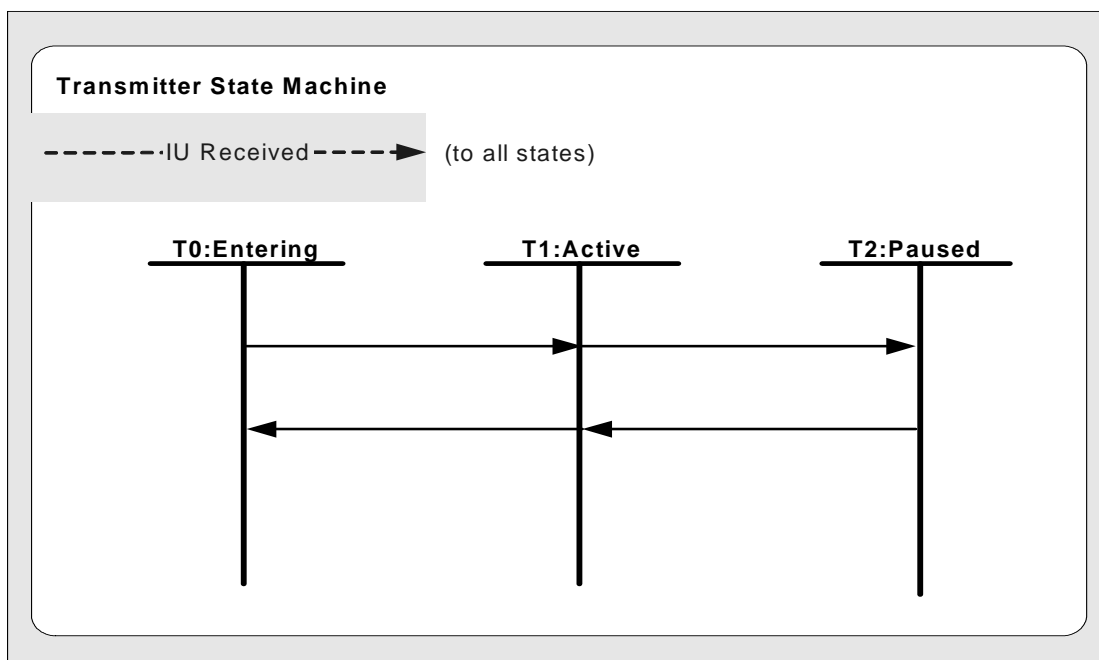 Transmitter State Machine
IU Received (to all states)
T0:Entering T1:Active T2:Paused